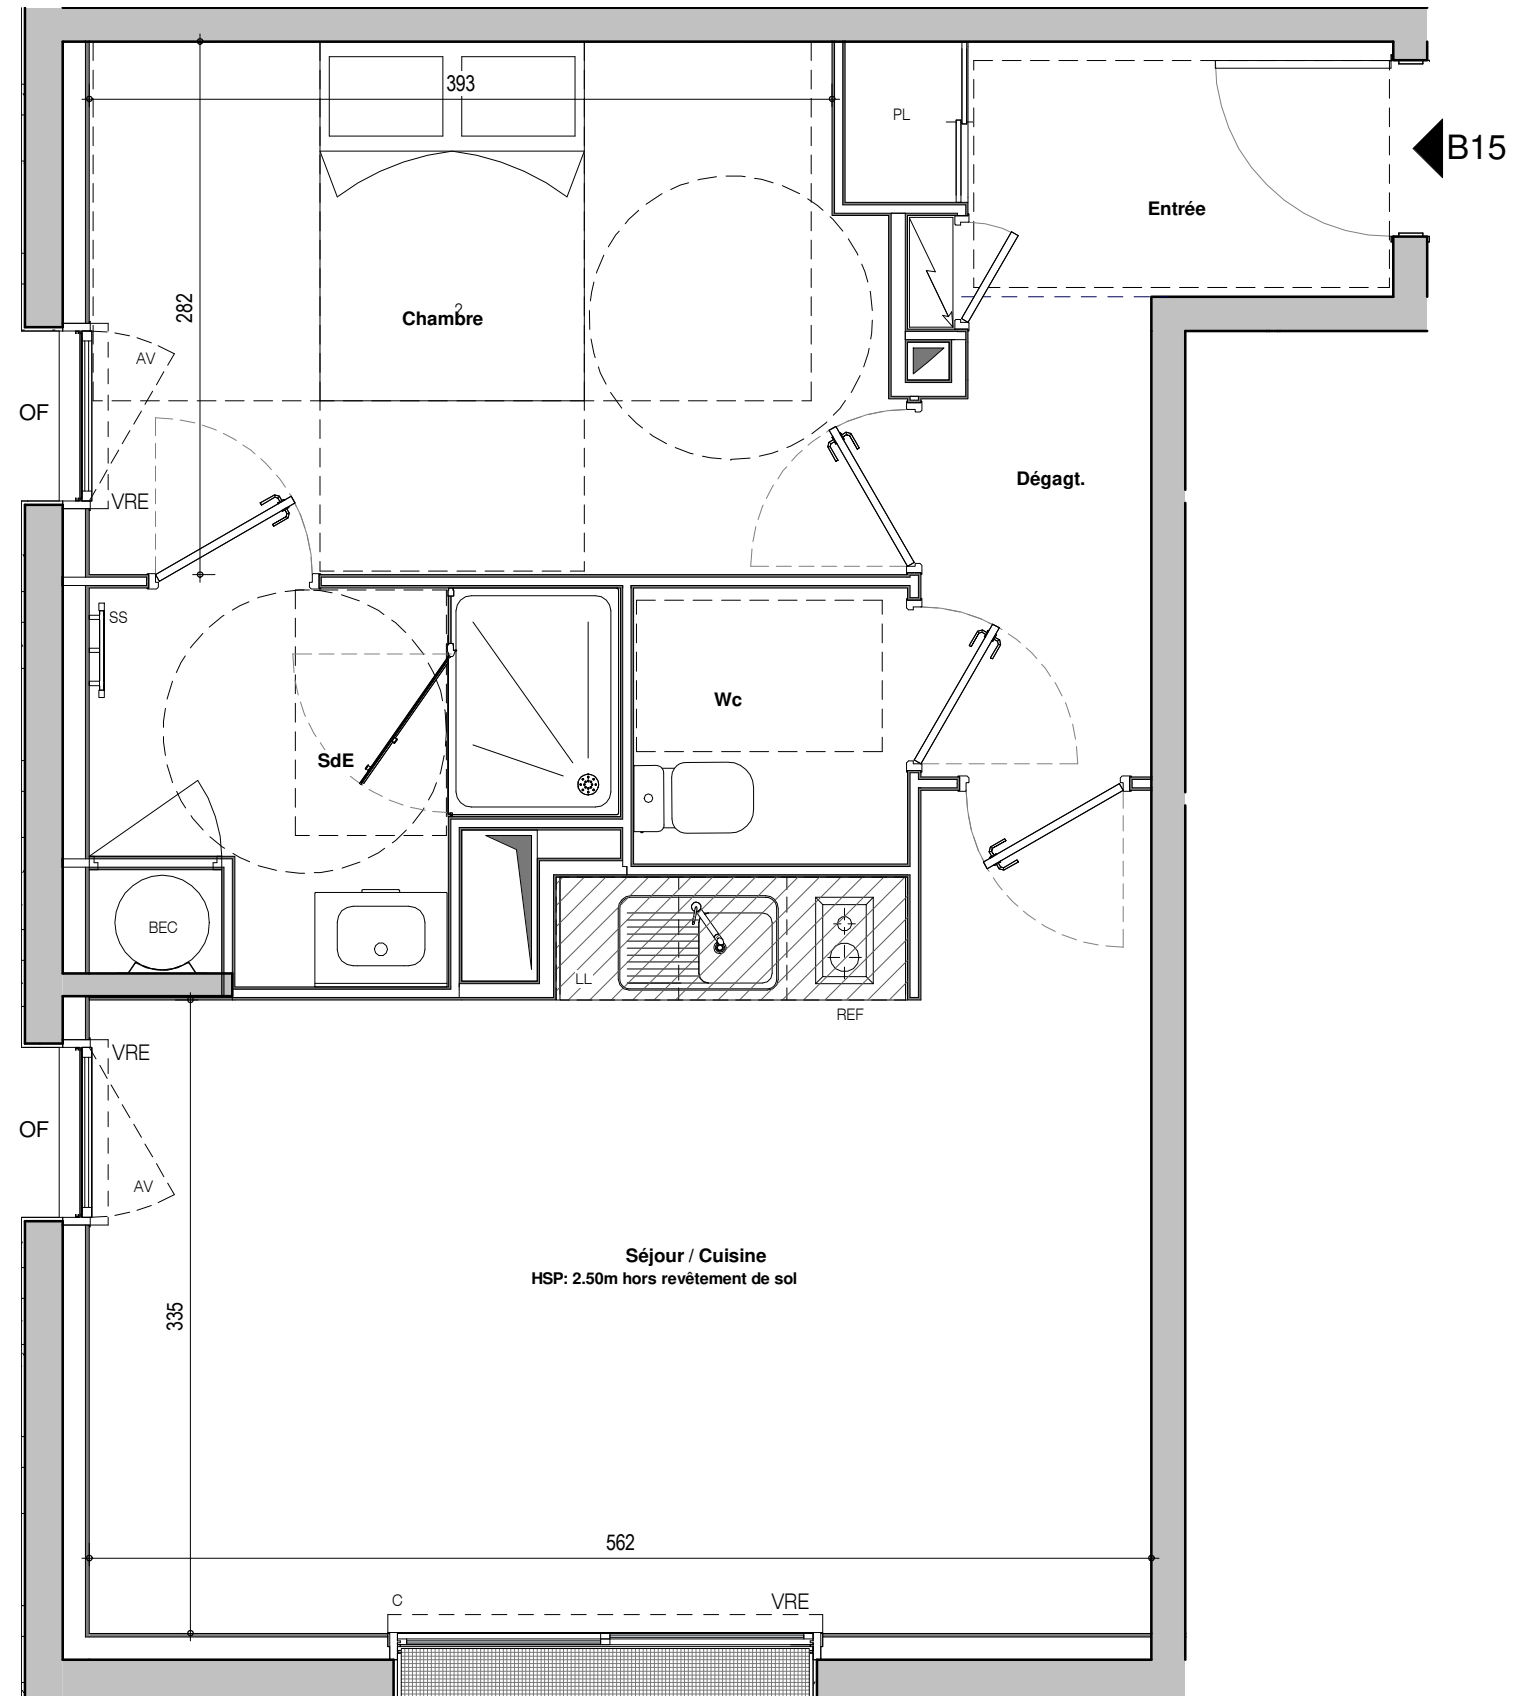 393
PL
B15
Entrée
282
2
Chambre
AV
OF
VRE
Dégagt.
SS
Wc
SdE
BEC
LL
REF
VRE
OF
AV
Séjour / Cuisine
HSP: 2.50m hors revêtement de sol
335
562
C
VRE